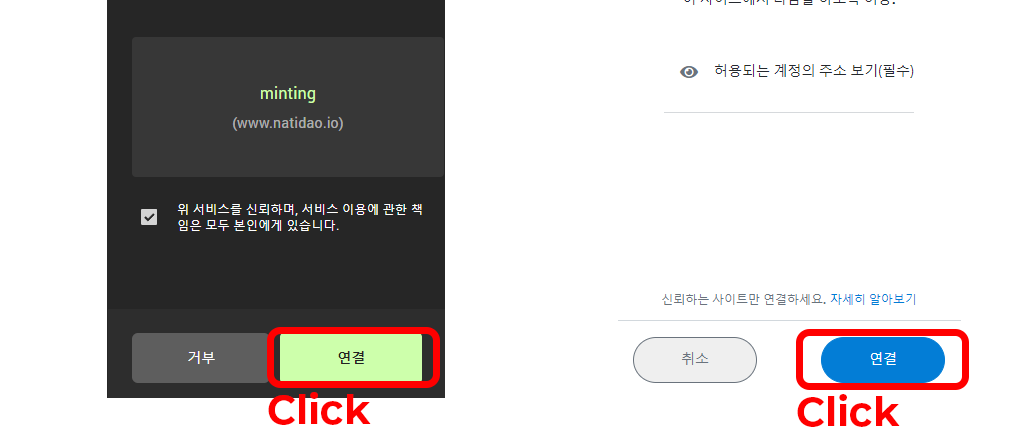 minting
(www.natidao.io)
위 서비스를 신뢰하며, 서비스 이용에 관한 책
임은 모두 본인에게 있습니다.
거부
연결
Click
허용되는 계정의 주소 보기(필수)
신뢰하는 사이트만 연결하세요. 자세히 알아보기
취소
연결
Click